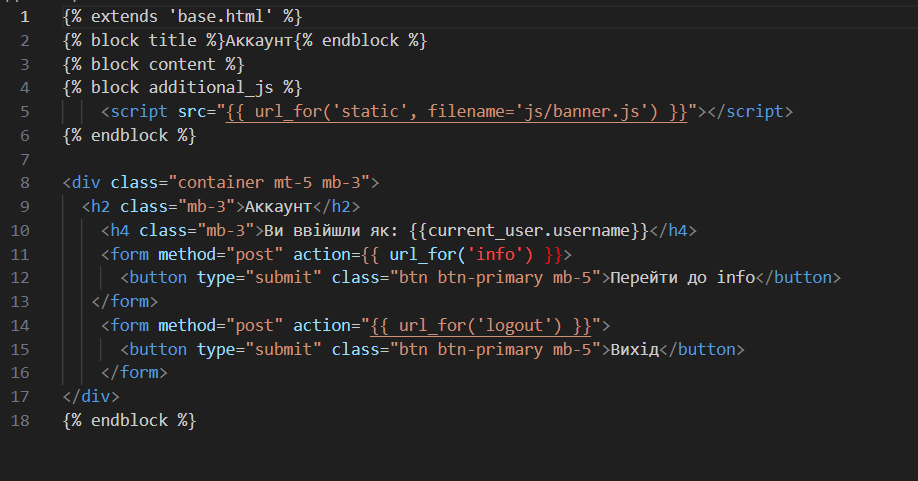 1 {% extends 'base.html' %}
2 {% block title %}Аккаунт{% endblock %}
3 {% block content %}
4 {% block additional_js %}
5     <script src="{{ url_for('static', filename='js/banner.js') }}"></script>
6 {% endblock %}
7
8 <div class="container mt-5 mb-3">
9   <h2 class="mb-3">Аккаунт</h2>
10     <h4 class="mb-3">Ви ввійшли як: {{current_user.username}}</h4>
11     <form method="post" action={{ url_for('info') }}>
12       <button type="submit" class="btn btn-primary mb-5">Перейти до info</button>
13    </form>
14     <form method="post" action="{{ url_for('logout') }}">
15       <button type="submit" class="btn btn-primary mb-5">Вихід</button>
16     </form>
17 </div>
18 {% endblock %}